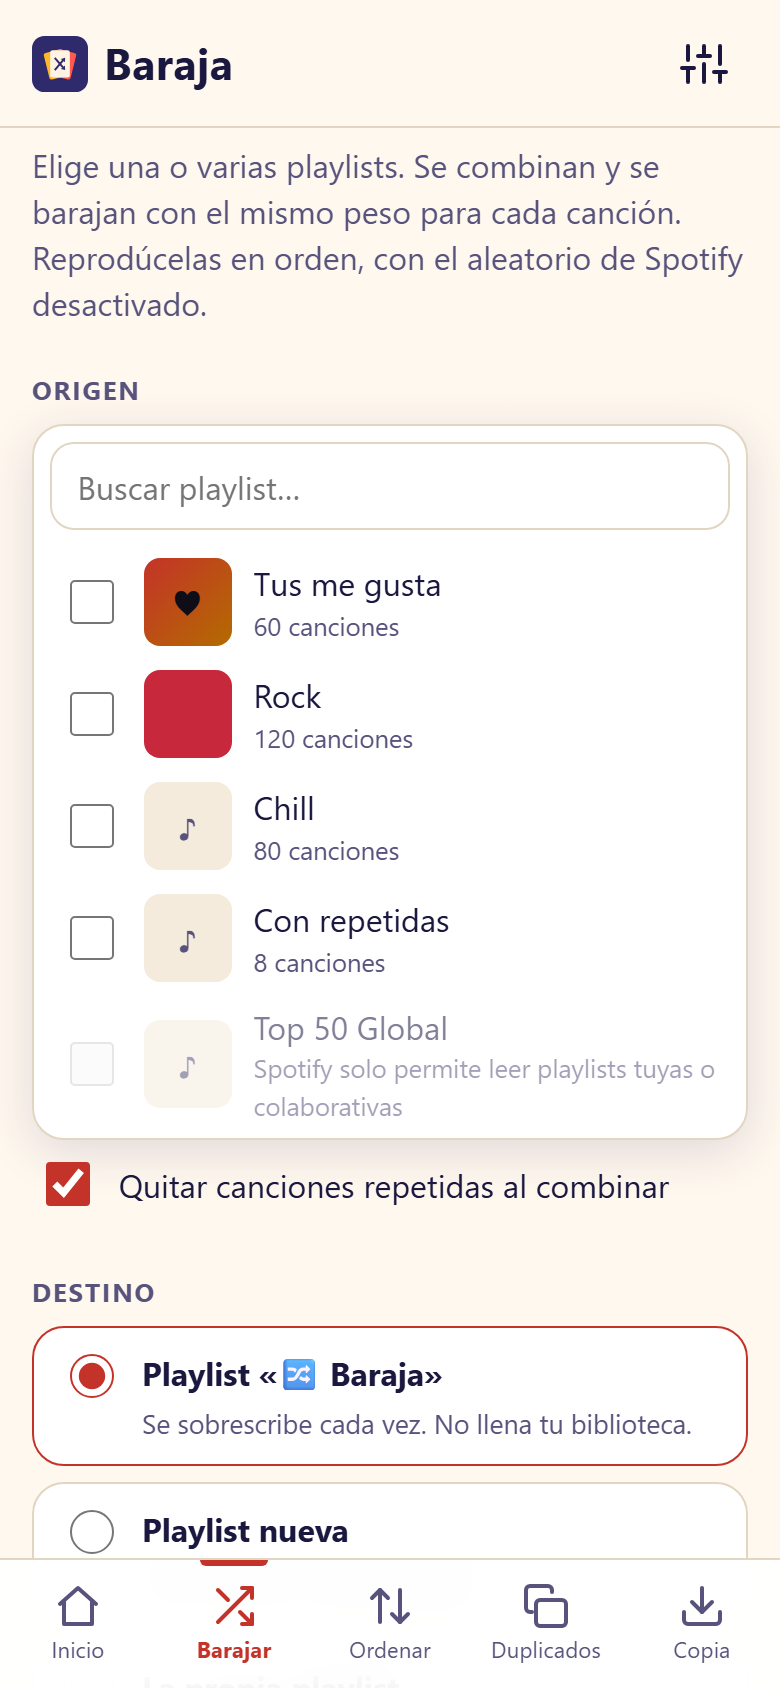 Baraja
Elige una o varias playlists. Se combinan y se
barajan con el mismo peso para cada canción.
Reprodúcelas en orden, con el aleatorio de Spotify
desactivado.
ORIGEN
Buscar playlist...
Tus me gusta
60 canciones
Rock
120 canciones
Chill
80 canciones
Con repetidas
8 canciones
Top 50 Global
Spotify solo permite leer playlists tuyas o
colaborativas
Quitar canciones repetidas al combinar
DESTINO
Playlist «🔀 Baraja»
Se sobrescribe cada vez. No llena tu biblioteca.
Playlist nueva
Inicio
Barajar
Ordenar
Duplicados
Copia